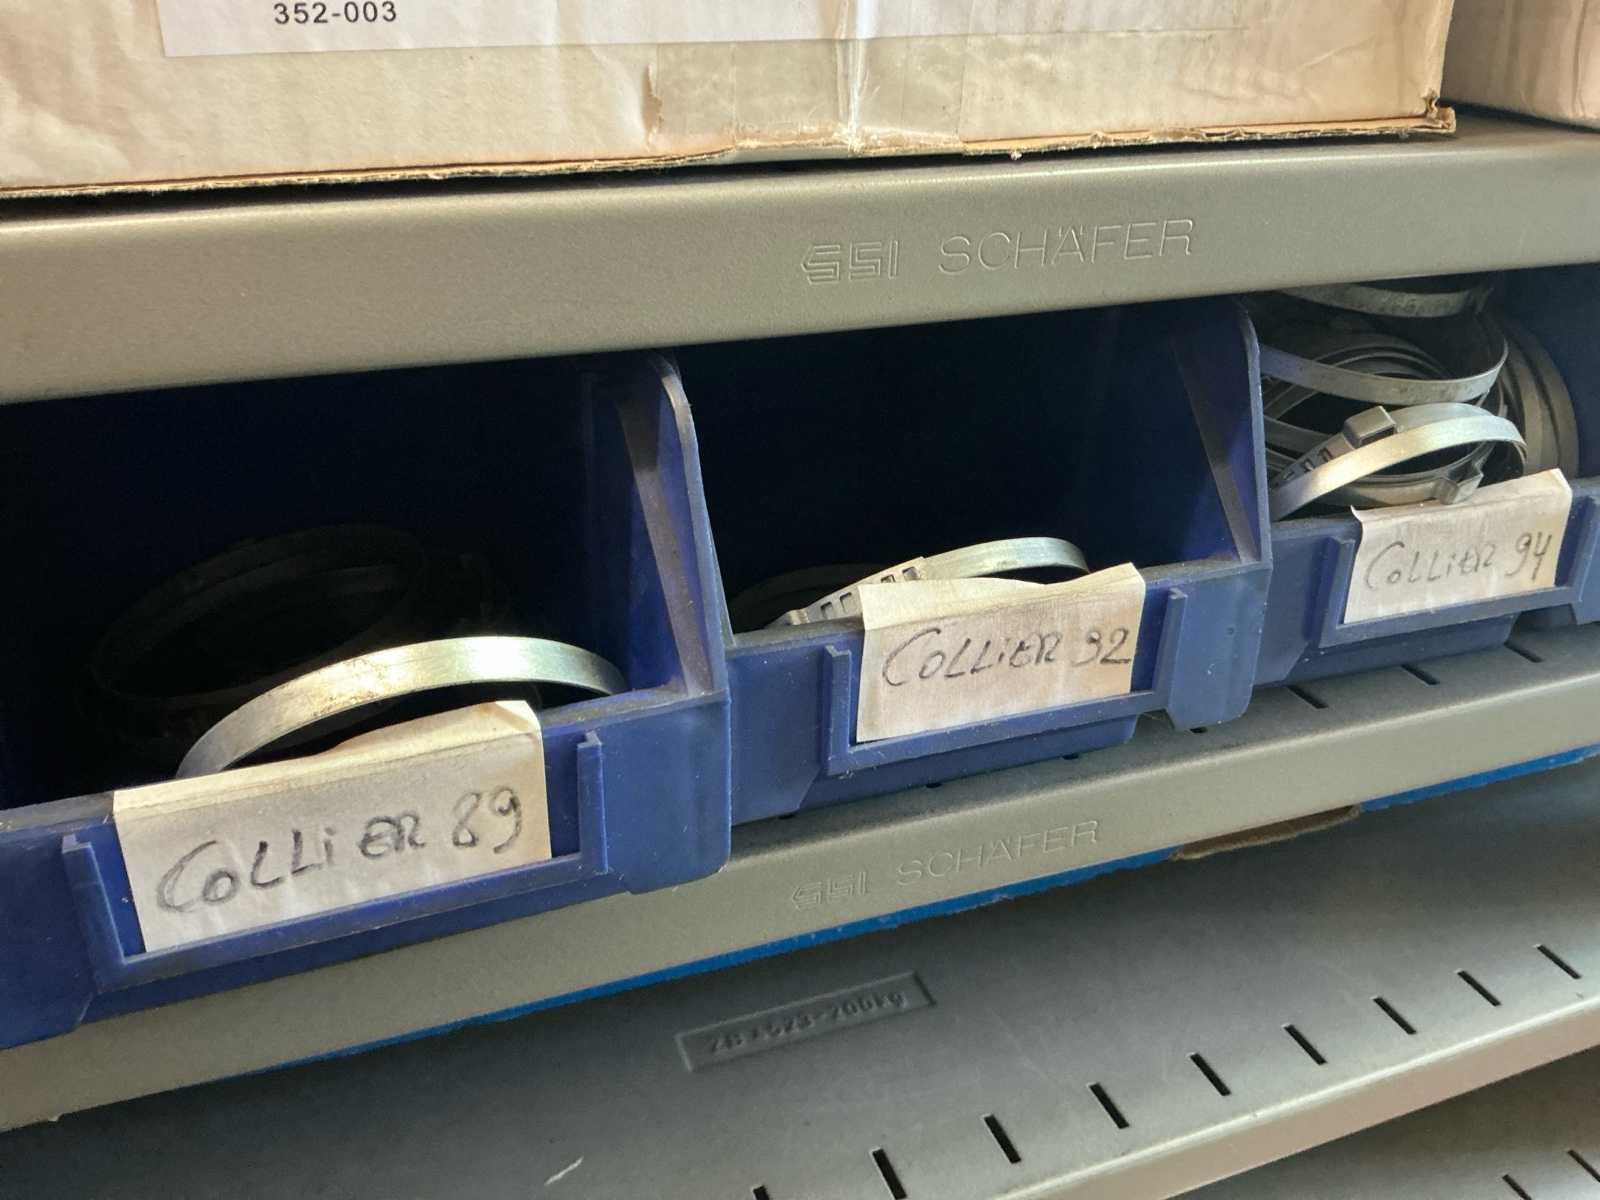 352-003
SSI SCHÄFER
COLLIER 94
COLLIER 92
COLLIER 89
SSI SCHÄFER